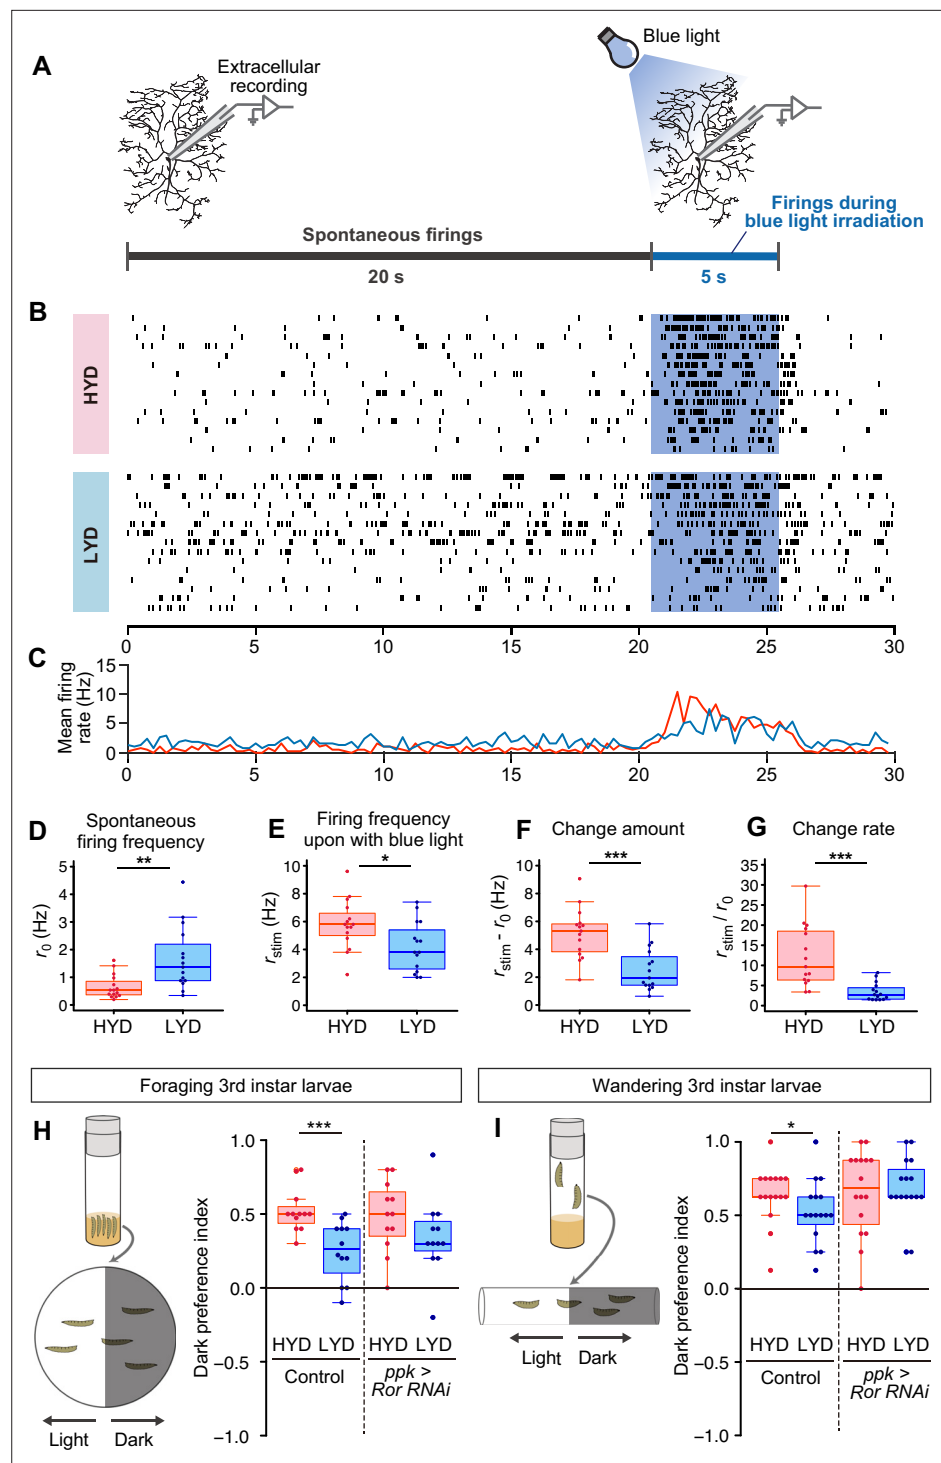 A
Extracellular
recording
Blue light
Firings during
blue light irradiation
Spontaneous firings
20 s
5 s
B
HYD
LYD
0 5 10 15 20 25 30
C
Mean firing
rate (Hz)
15
10
5
0
0 5 10 15 20 25 30
D
Spontaneous
firing frequency
**
r0 (Hz)
5
4
3
2
1
0
HYD LYD
E
Firing frequency
upon with blue light
*
rstim (Hz)
10
8
6
4
2
0
HYD LYD
F
Change amount
***
rstim - r0 (Hz)
10
8
6
4
2
0
HYD LYD
G
Change rate
***
rstim / r0
35
30
25
20
15
10
5
0
HYD LYD
Foraging 3rd instar larvae
H
***
Dark preference index
1.0
0.5
0.0
−0.5
−1.0
HYD LYD HYD LYD
Control
ppk >
Ror RNAi
Light Dark
Wandering 3rd instar larvae
I
*
Dark preference index
1.0
0.5
0.0
−0.5
−1.0
HYD LYD HYD LYD
Control
ppk >
Ror RNAi
Light Dark